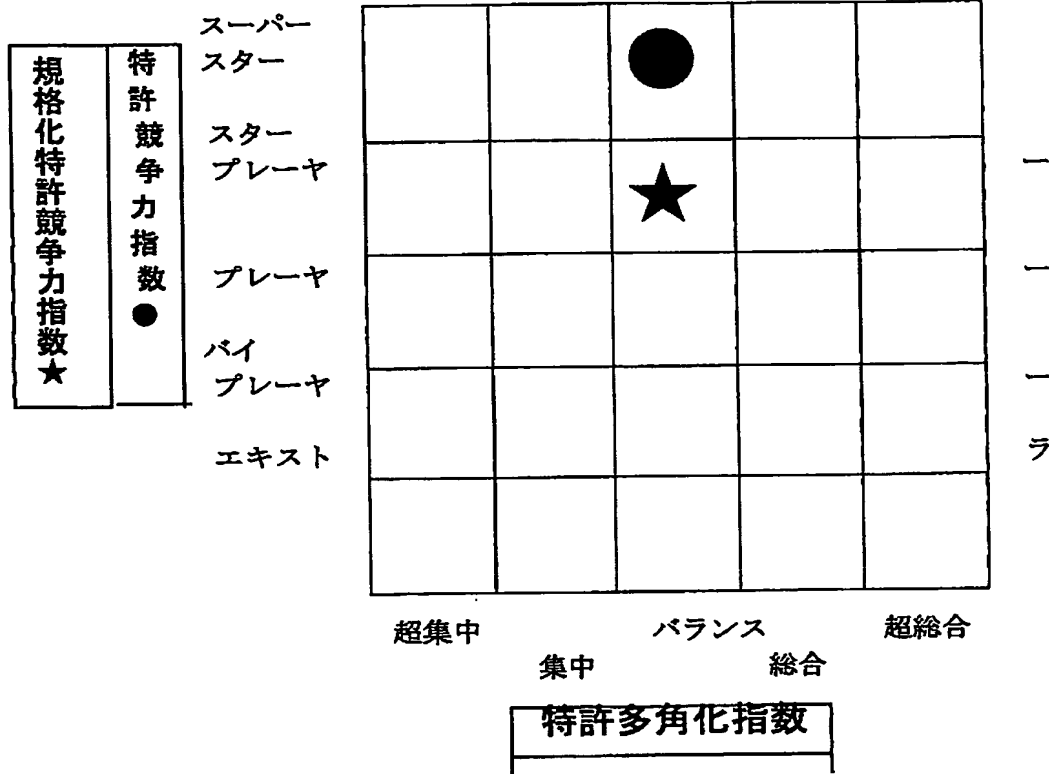 規格化特許競争力指数★
特許競争力指数●
スーパー
スター
スター
プレーヤ
ー
プレーヤ
ー
バイ
プレーヤ
ー
エキスト
ラ
超集中
集中
バランス
総合
超総合
特許多角化指数